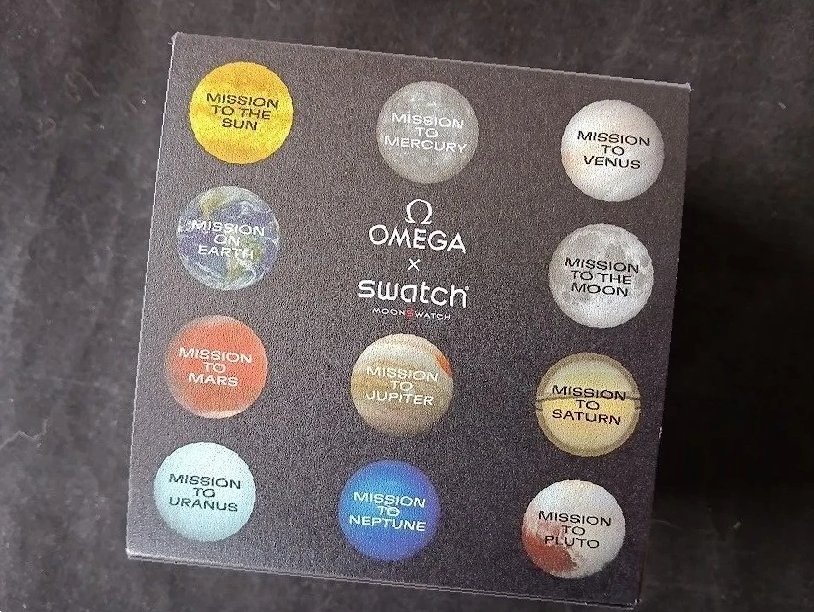 MISSION
TO THE
SUN
MISSION
TO
MERCURY
MISSION
TO
VENUS
MISSION
ON
EARTH
Ω
OMEGA
×
swatch
MOONSWATCH
MISSION
TO THE
MOON
MISSION
TO
MARS
MISSION
TO
JUPITER
MISSION
TO
SATURN
MISSION
TO
URANUS
MISSION
TO
NEPTUNE
MISSION
TO
PLUTO